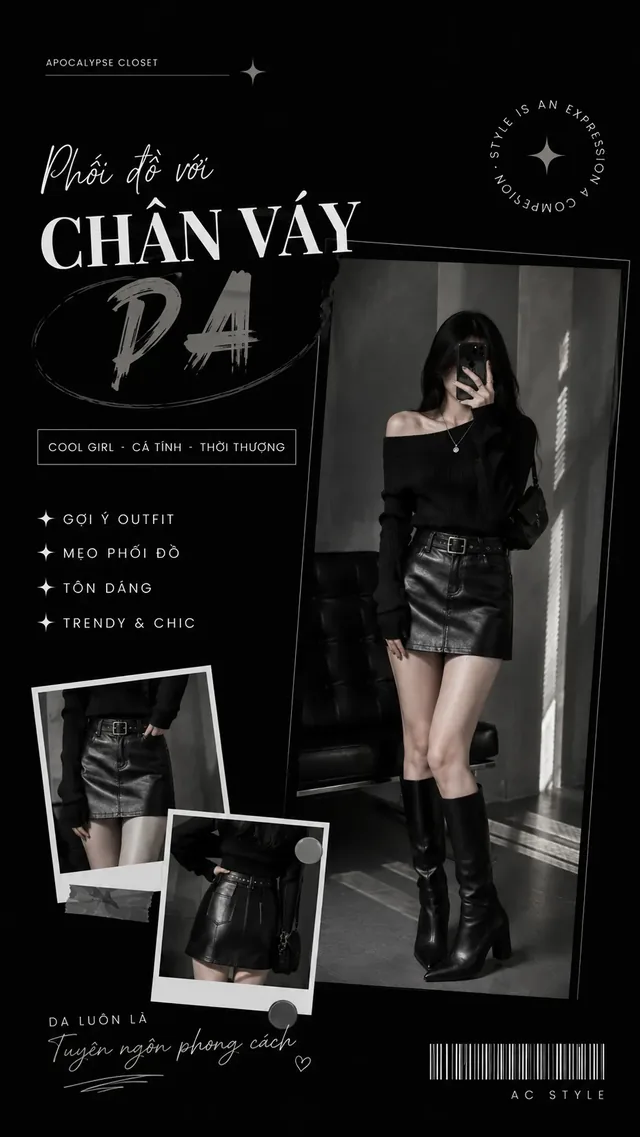 APOCALYPSE CLOSET
STYLE IS AN EXPRESSION A COMPESION
Phối đồ với
CHÂN VÁY
DA
COOL GIRL - CÁ TÍNH - THỜI THƯỢNG
GỢI Ý OUTFIT
MẸO PHỐI ĐỒ
TÔN DÁNG
TRENDY & CHIC
DA LUÔN LÀ
Tuyên ngôn phong cách
AC STYLE